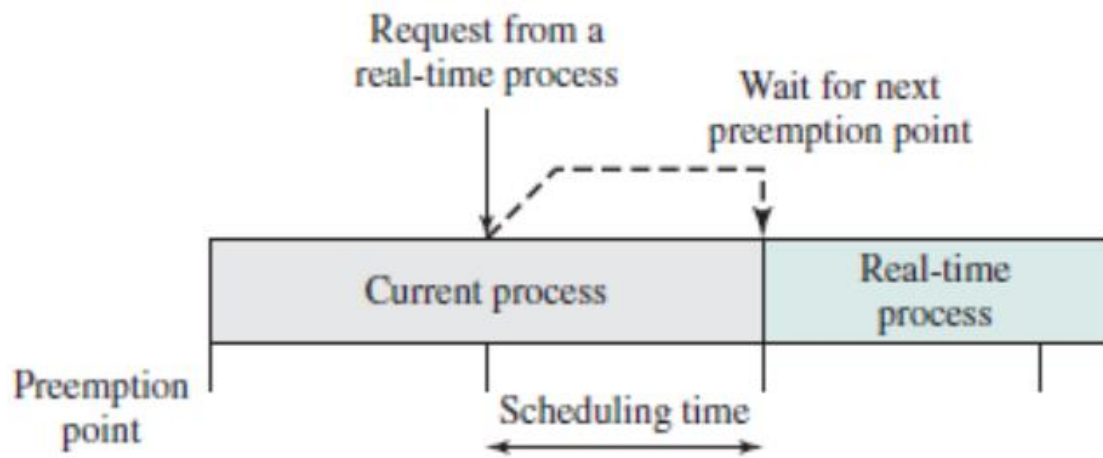 Request from a
real-time process
Wait for next
preemption point
Current process
Real-time
process
Preemption
point
Scheduling time